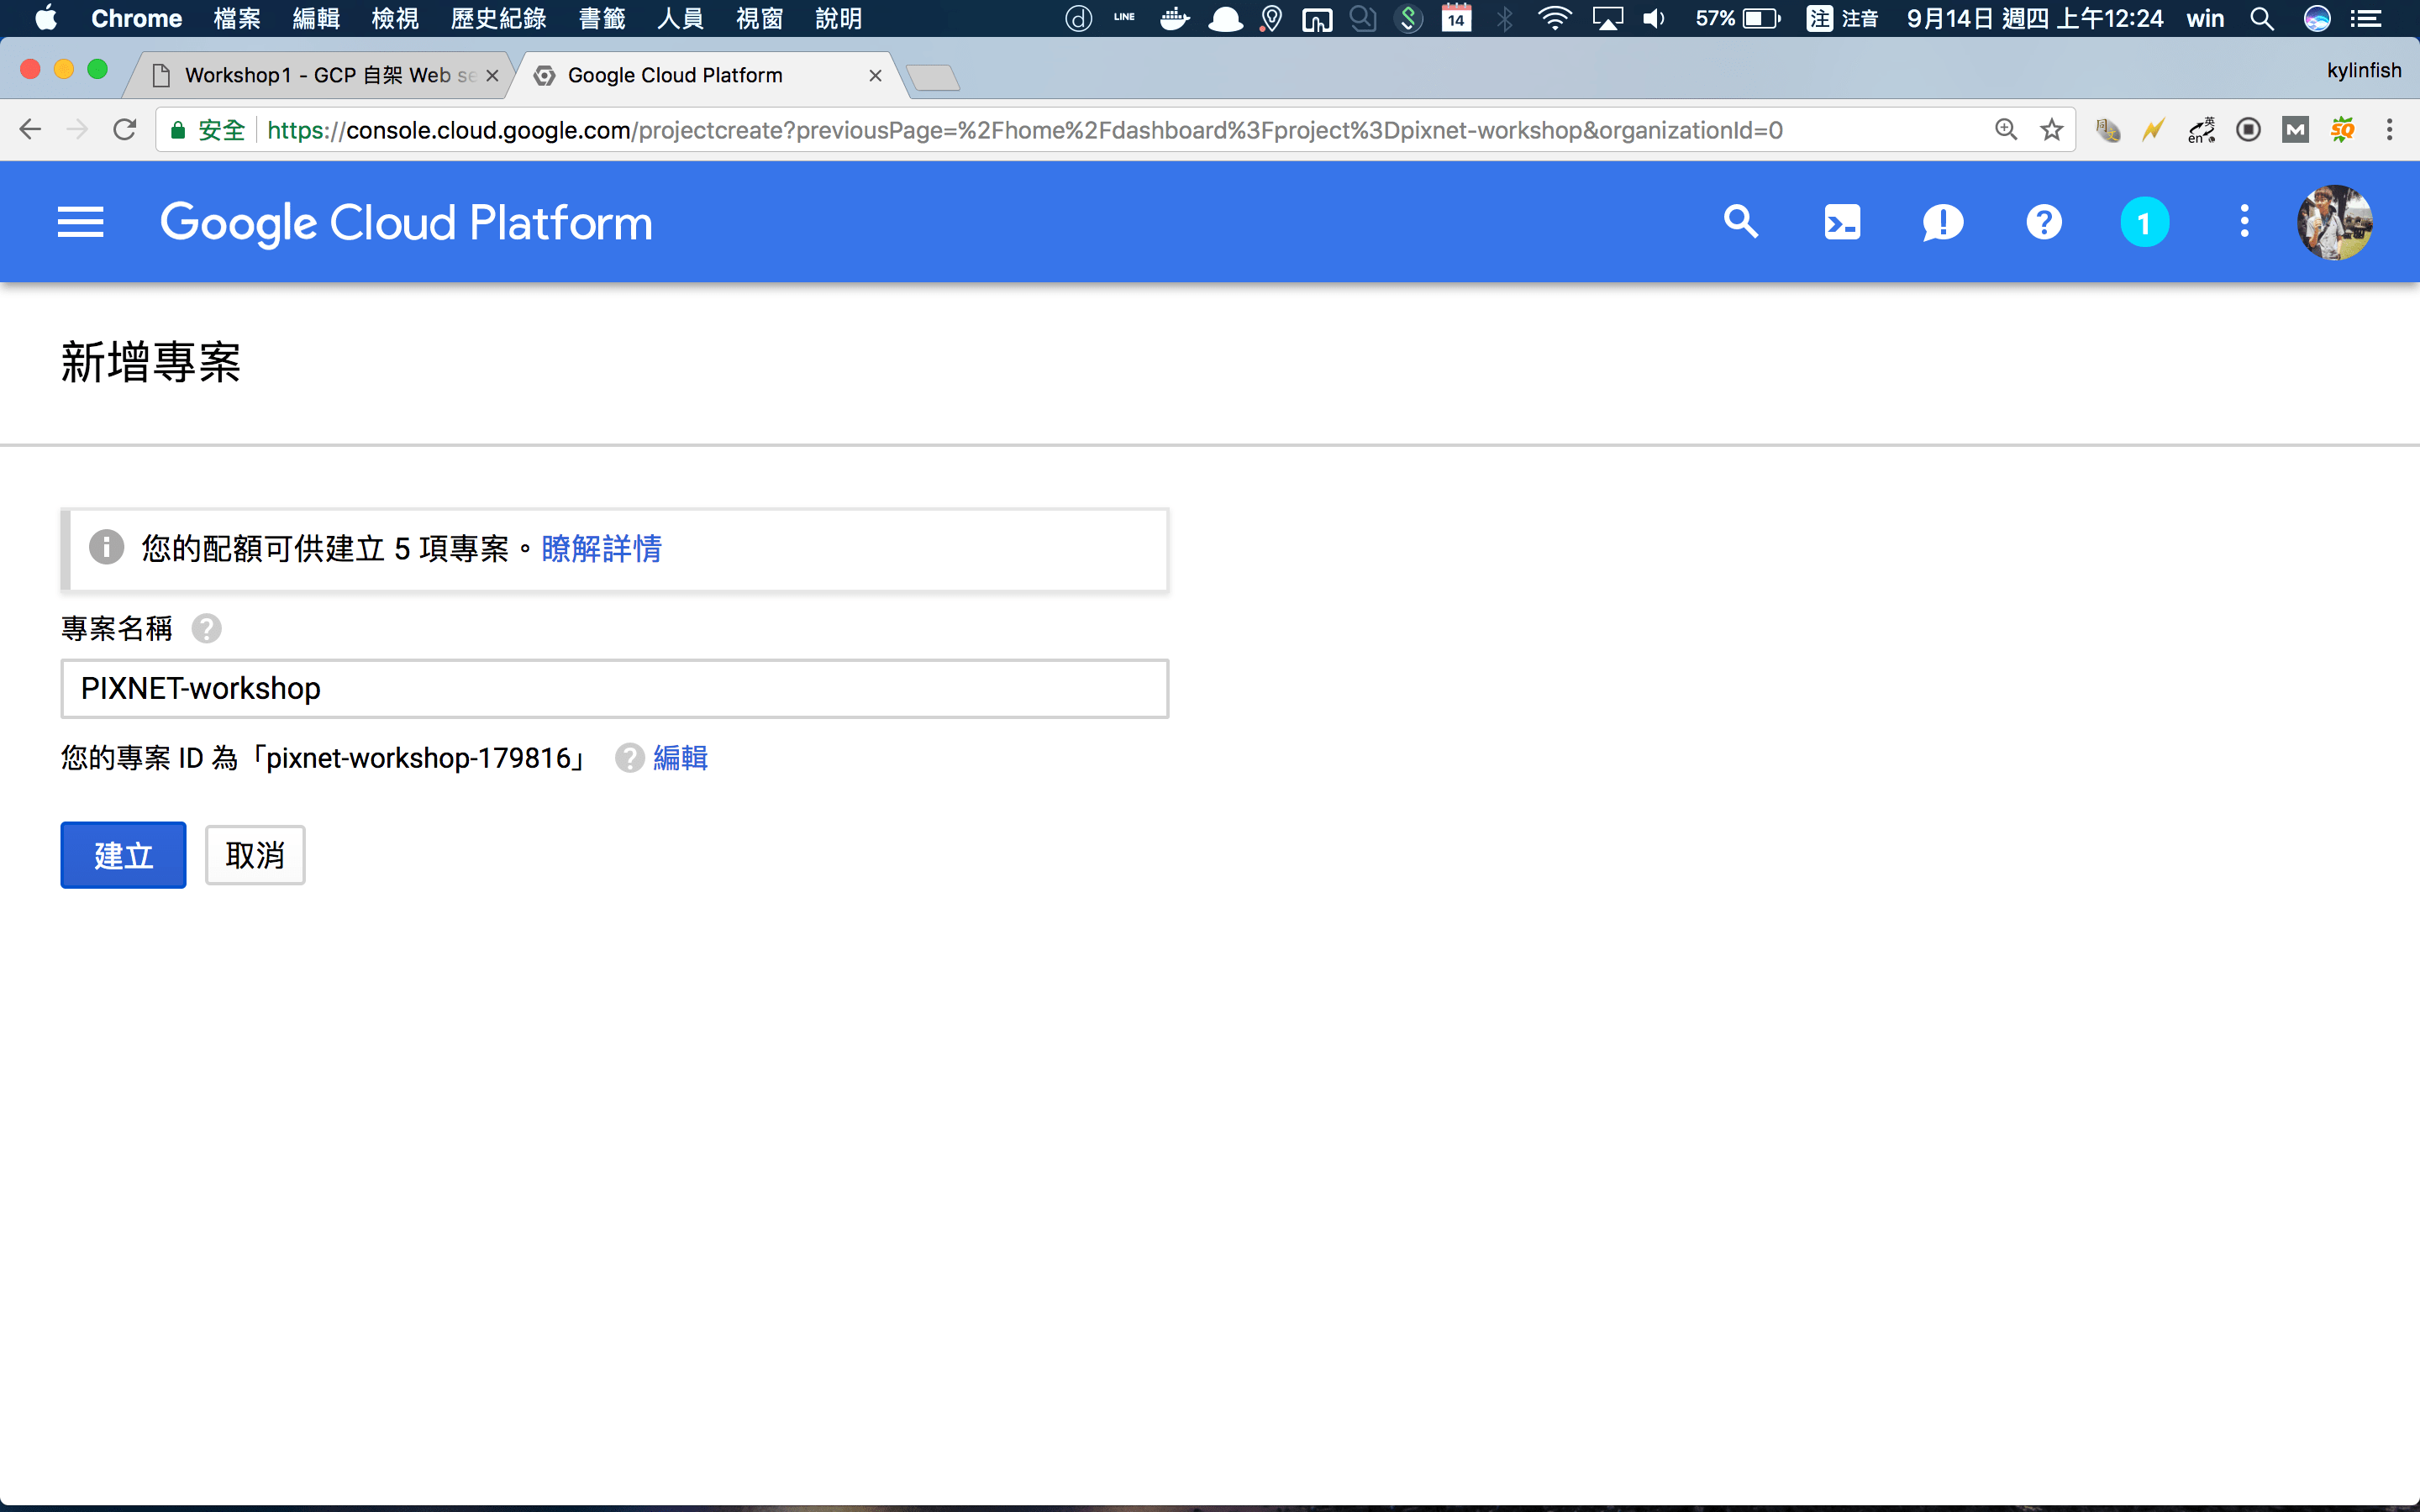 Chrome 檔案 編輯 檢視 歷史紀錄 書籤 人員 視窗 說明 LINE 14 57% 注 注音 9月14日 週四 上午12:24 win
Workshop1 - GCP 自架 Web se
Google Cloud Platform
kylinfish
安全 https://console.cloud.google.com/projectcreate?previousPage=%2Fhome%2Fdashboard%3Fproject%3Dpixnet-workshop&organizationId=0
英 en M SQ
Google Cloud Platform 1
新增專案
您的配額可供建立 5 項專案。瞭解詳情
專案名稱
PIXNET-workshop
您的專案 ID 為「pixnet-workshop-179816」 編輯
建立 取消